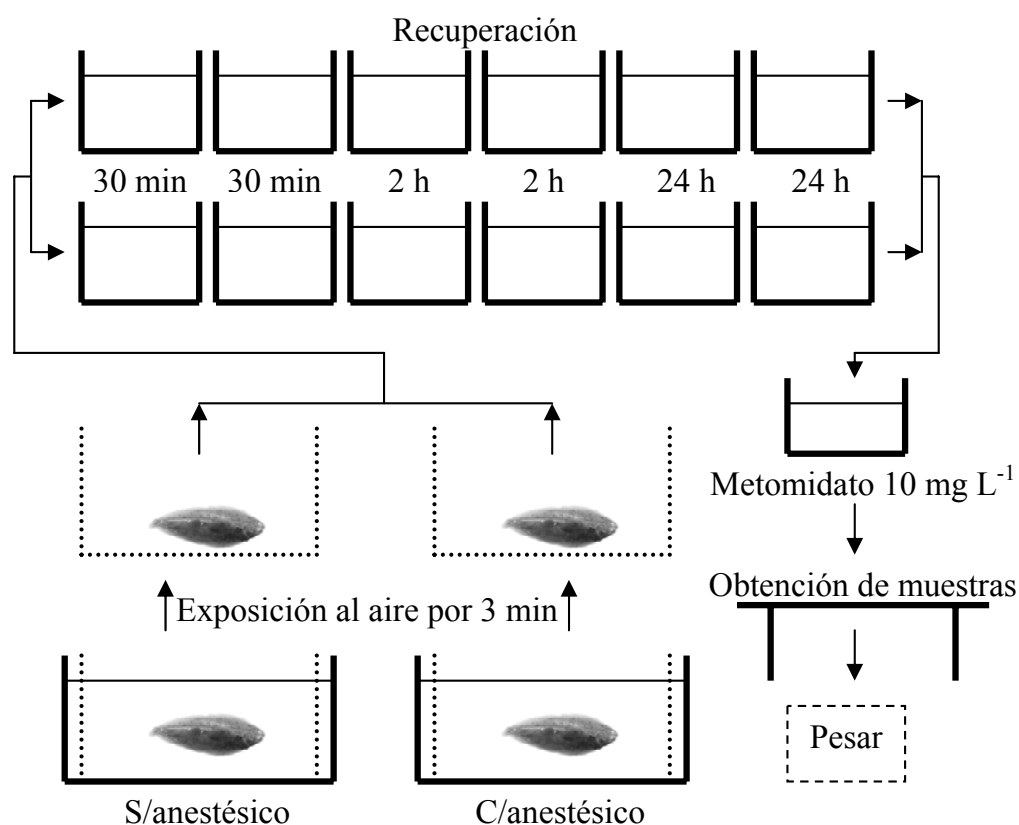 Recuperación
30 min 30 min 2 h 2 h 24 h 24 h
Metomidato 10 mg L-1
Obtención de muestras
Exposición al aire por 3 min
Pesar
S/anestésico C/anestésico